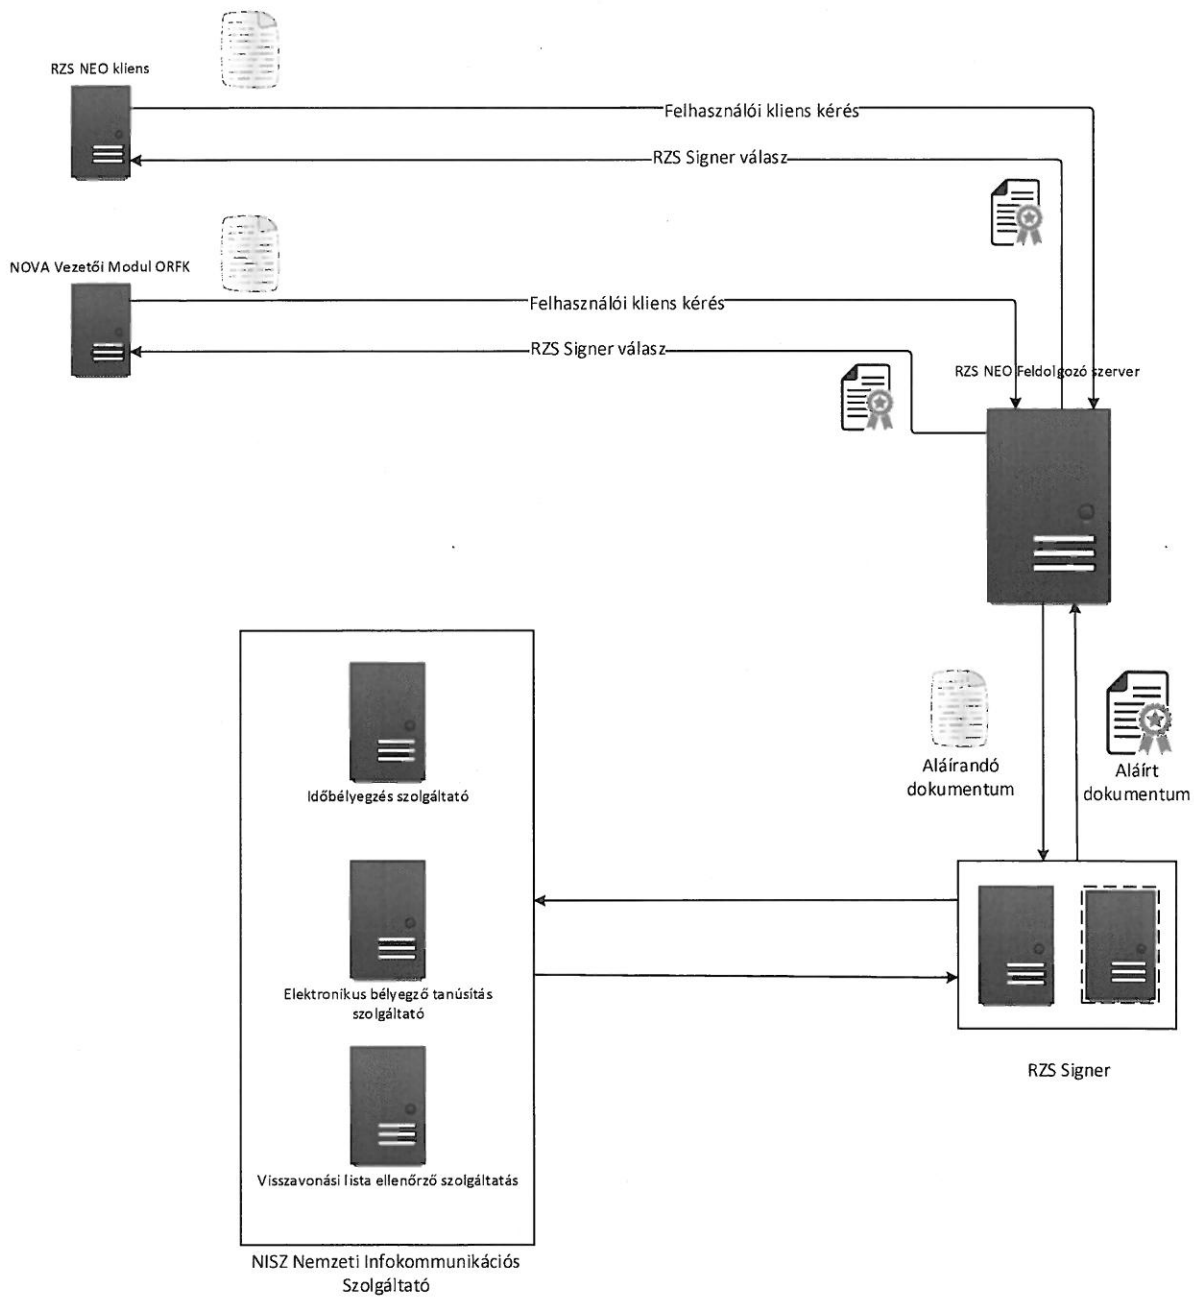 RZS NEO kliens
Felhasználói kliens kérés
RZS Signer válasz
NOVA Vezetői Modul ORFK
Felhasználói kliens kérés
RZS Signer válasz
RZS NEO Feldolgozó szerver
Aláírandó
dokumentum
Aláírt
dokumentum
Időbélyegzés szolgáltató
Elektronikus bélyegző tanúsítás
szolgáltató
RZS Signer
Visszavonási lista ellenőrző szolgáltatás
NISZ Nemzeti Infokommunikációs
Szolgáltató